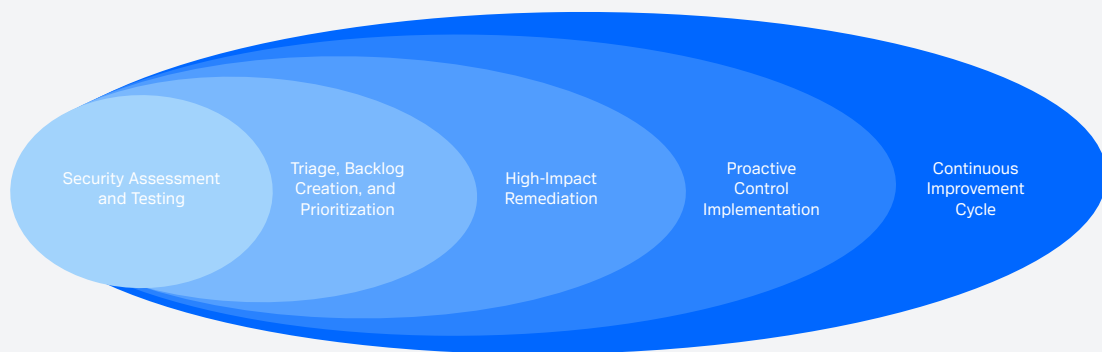 Security Assessment
and Testing
Triage, Backlog
Creation, and
Prioritization
High-Impact
Remediation
Proactive
Control
Implementation
Continuous
Improvement
Cycle